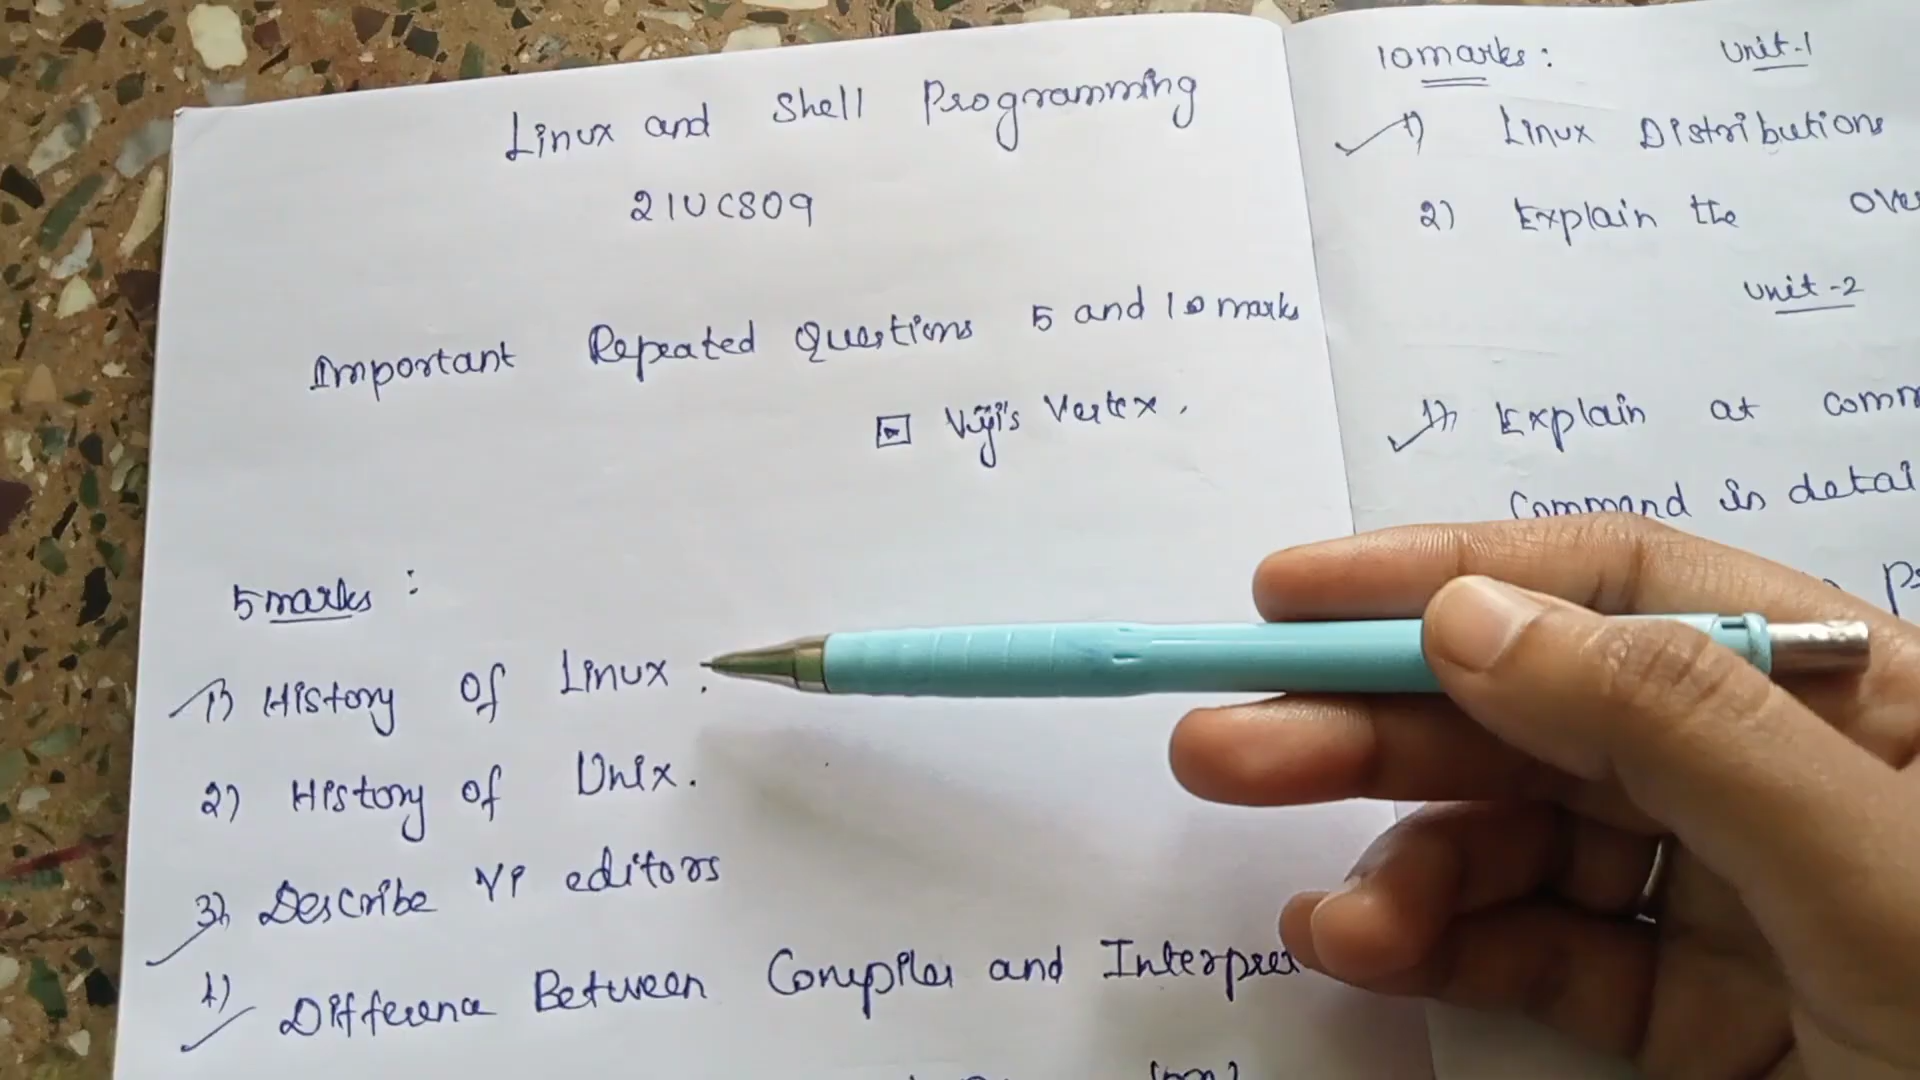 Linux and Shell Programming
21UCS09
Important Repeated Questions 5 and 10 marks
Viji's Vertex.
5 marks :
1) History of Linux.
2) History of Unix.
3) Describe VI editors
4) Difference Between Compiler and
10 marks : Unit-1
1) Linux Distributions
2) Explain the
Unit-2
1) Explain at
Command in detail